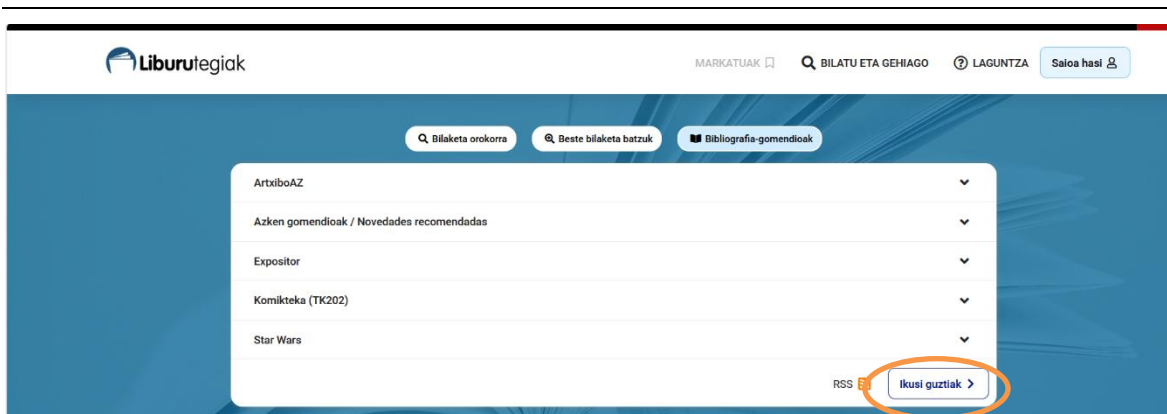 Liburutegiak
MARKATUAK
BILATU ETA GEHIAGO
LAGUNTZA
Saioa hasi
Bilaketa orokorra
Beste bilaketa batzuk
Bibliografia-gomendioak
ArtxiboAZ
Azken gomendioak / Novedades recomendadas
Expositor
Komikteka (TK202)
Star Wars
RSS
Ikusi guztiak